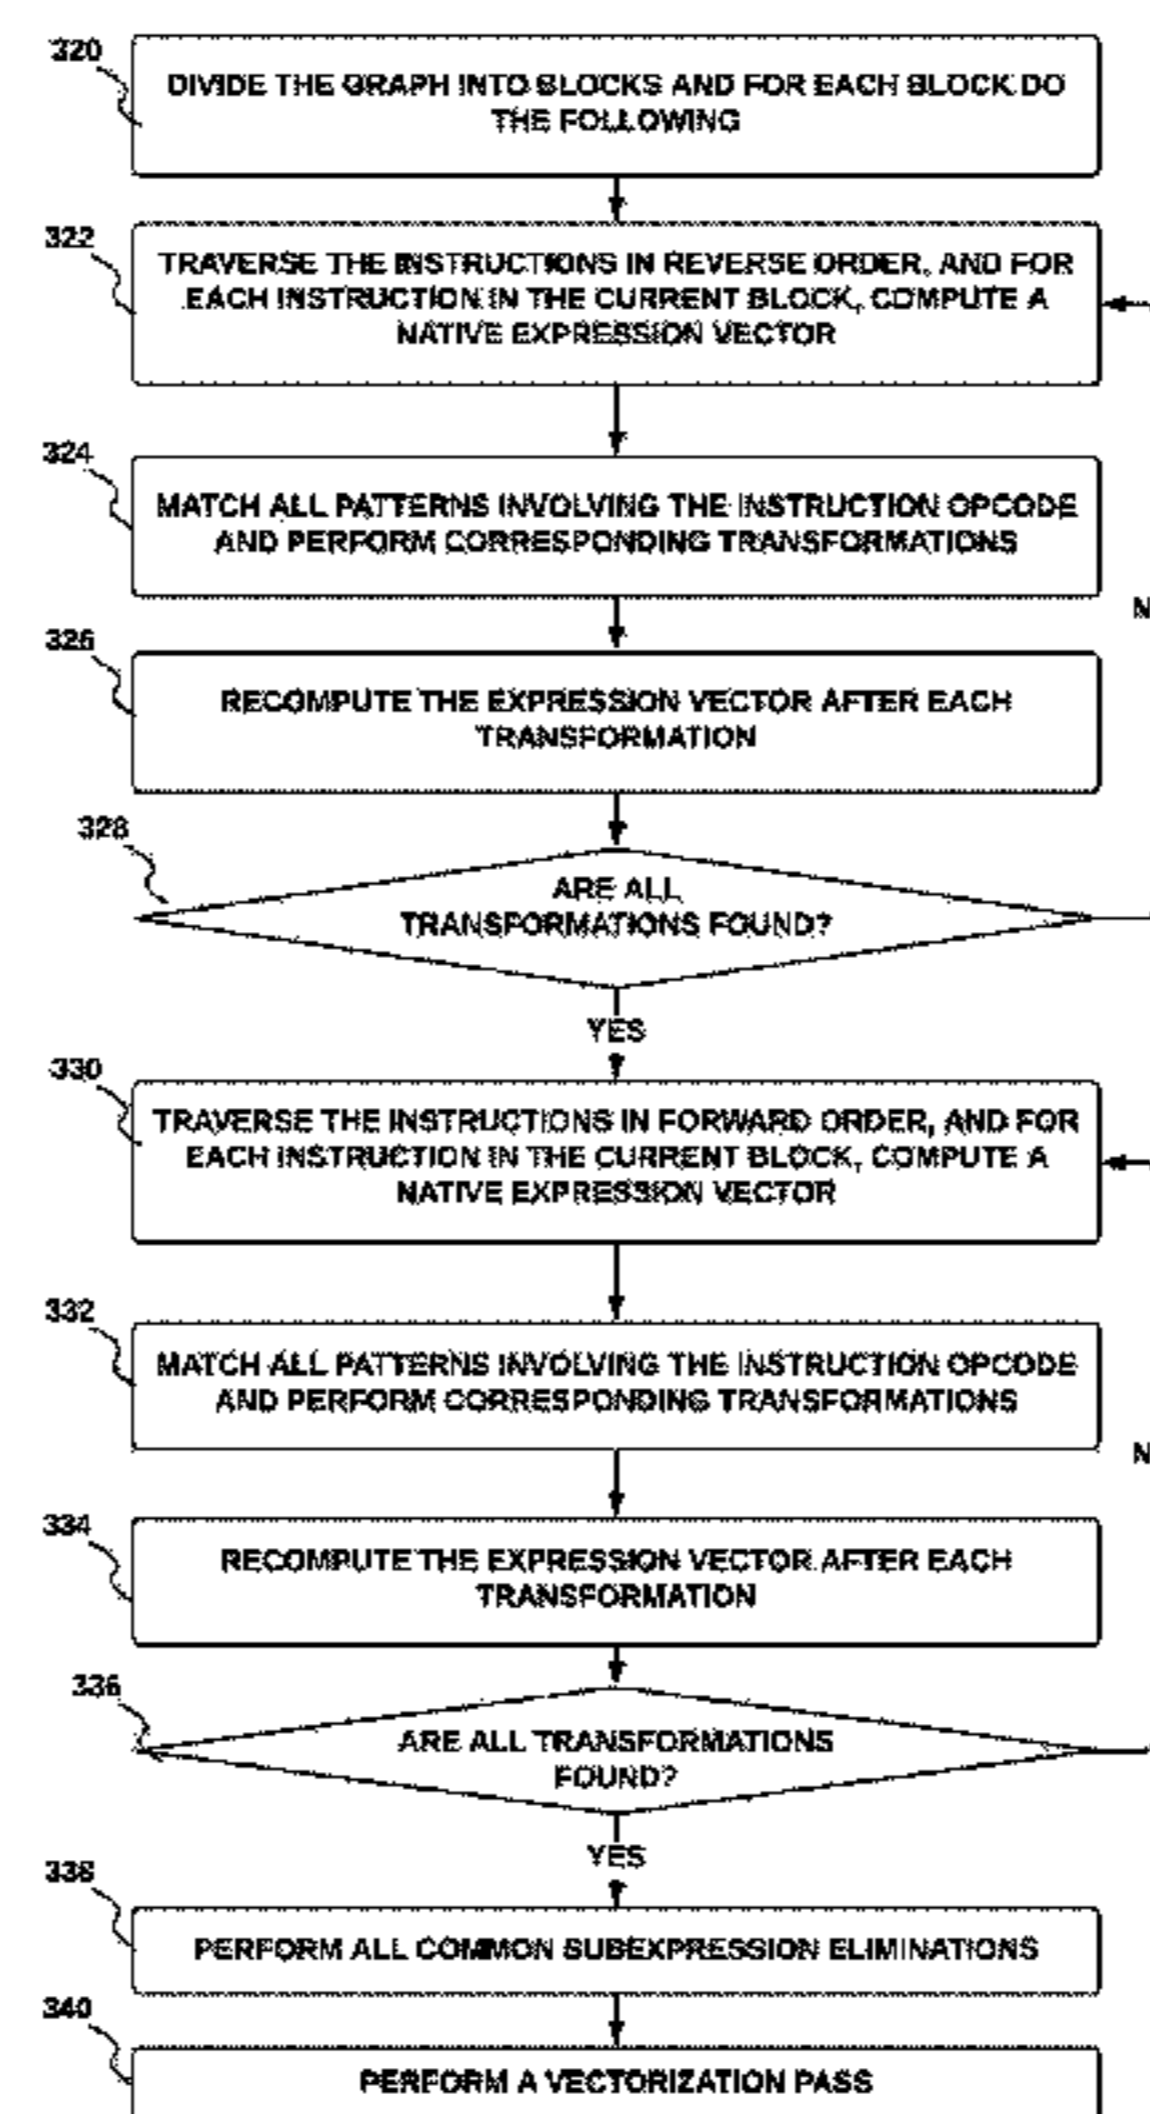 320
DIVIDE THE GRAPH INTO BLOCKS AND FOR EACH BLOCK DO
THE FOLLOWING
322
TRAVERSE THE INSTRUCTIONS IN REVERSE ORDER, AND FOR
EACH INSTRUCTION IN THE CURRENT BLOCK, COMPUTE A
NATIVE EXPRESSION VECTOR
324
MATCH ALL PATTERNS INVOLVING THE INSTRUCTION OPCODE
AND PERFORM CORRESPONDING TRANSFORMATIONS
N
326
RECOMPUTE THE EXPRESSION VECTOR AFTER EACH
TRANSFORMATION
328
ARE ALL
TRANSFORMATIONS FOUND?
YES
330
TRAVERSE THE INSTRUCTIONS IN FORWARD ORDER, AND FOR
EACH INSTRUCTION IN THE CURRENT BLOCK, COMPUTE A
NATIVE EXPRESSION VECTOR
332
MATCH ALL PATTERNS INVOLVING THE INSTRUCTION OPCODE
AND PERFORM CORRESPONDING TRANSFORMATIONS
N
334
RECOMPUTE THE EXPRESSION VECTOR AFTER EACH
TRANSFORMATION
336
ARE ALL TRANSFORMATIONS
FOUND?
YES
338
PERFORM ALL COMMON SUBEXPRESSION ELIMINATIONS
340
PERFORM A VECTORIZATION PASS